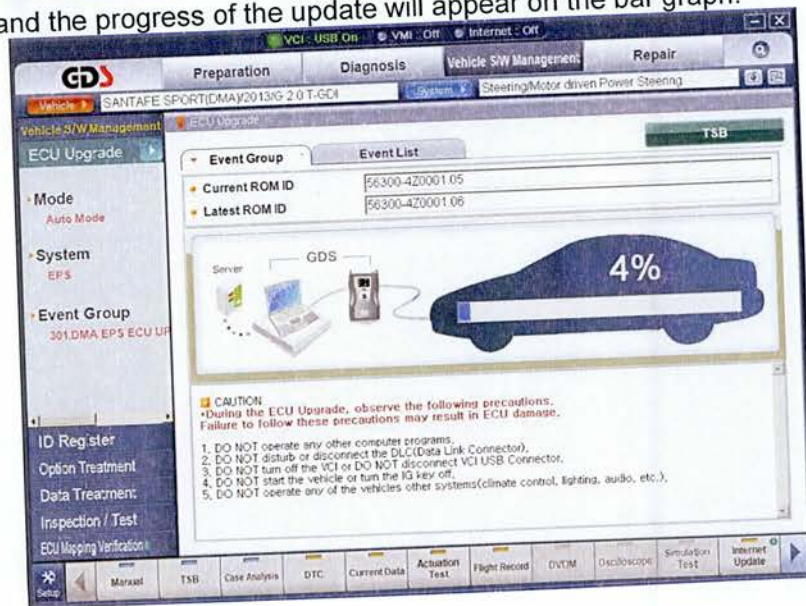 and the progress of the update will appear on the bar graph.
VCI : USB On VMI : Off Internet : Off
GDS Preparation Diagnosis Vehicle S/W Management Repair
Vehicle SANTAFE SPORT(DMA)/2013/G 2.0 T-GDI System Steering/Motor driven Power Steering
Vehicle S/W Management ECU Upgrade
ECU Upgrade
TSB
Event Group Event List
Current ROM ID 56300-4Z0001.05
Latest ROM ID 56300-4Z0001.06
Mode
Auto Mode
System
EPS
Event Group
301.DMA EPS ECU UP
Server GDS
4%
CAUTION
•During the ECU Upgrade, observe the following precautions.
Failure to follow these precautions may result in ECU damage.
1. DO NOT operate any other computer programs.
2. DO NOT disturb or disconnect the DLC(Data Link Connector).
3. DO NOT turn off the VCI or DO NOT disconnect VCI USB Connector.
4. DO NOT start the vehicle or turn the IG key off.
5. DO NOT operate any of the vehicles other systems(climate control, lighting, audio, etc.).
ID Register
Option Treatment
Data Treatment
Inspection / Test
ECU Mapping Verification
Setup Manual TSB Case Analysis DTC Current Data Actuation Test Flight Record DVOM Oscilloscope Simulation Test Internet Update